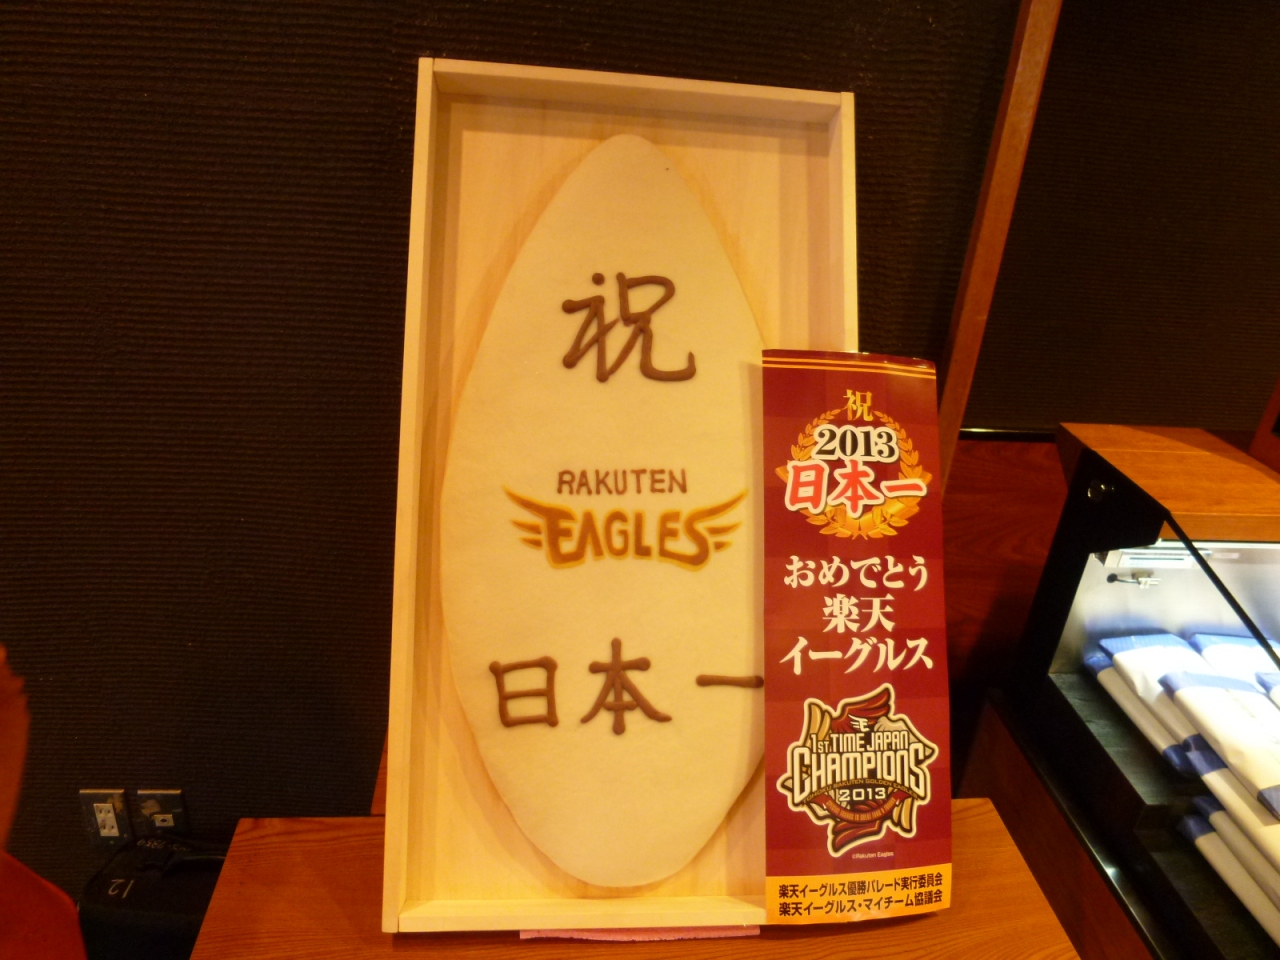 祝
RAKUTEN
EAGLES
日本一
祝
2013
日本一
おめでとう
楽天
イーグルス
1ST TIME JAPAN
CHAMPIONS
2013
©Rakuten Eagles
楽天イーグルス優勝パレード実行委員会
楽天イーグルス・マイチーム協議会